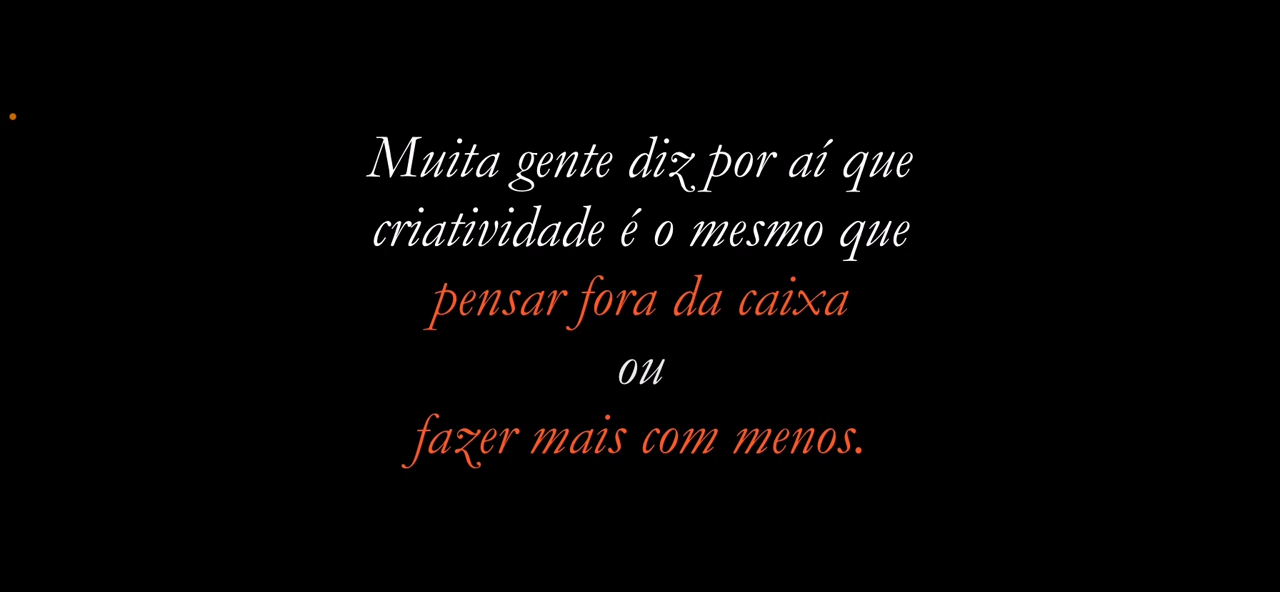 Muita gente diz por aí que
criatividade é o mesmo que
pensar fora da caixa
ou
fazer mais com menos.